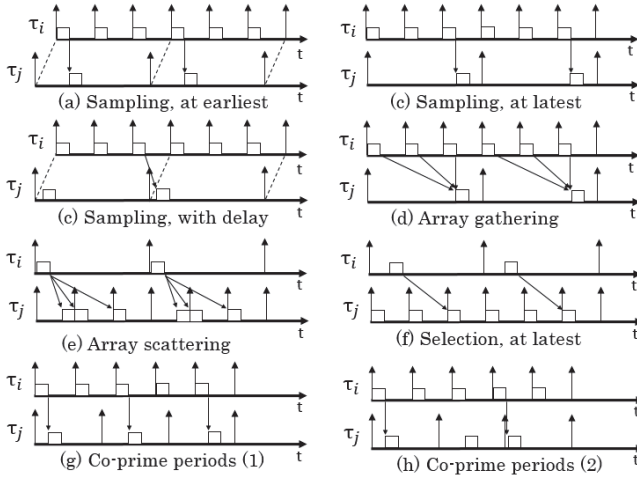 τi
t
τj
t
(a) Sampling, at earliest
τi
t
τj
t
(c) Sampling, at latest
τi
t
τj
t
(c) Sampling, with delay
τi
t
τj
t
(d) Array gathering
τi
t
τj
t
(e) Array scattering
τi
t
τj
t
(f) Selection, at latest
τi
t
τj
t
(g) Co-prime periods (1)
τi
t
τj
t
(h) Co-prime periods (2)